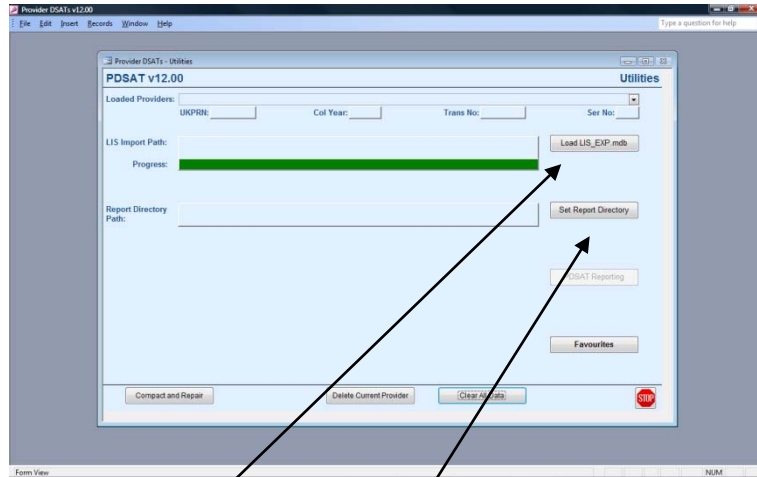 Provider DSATs v12.00
File Edit Insert Records Window Help
Type a question for help
Provider DSATs - Utilities
PDSAT v12.00 Utilities
Loaded Providers:
UKPRN: Col Year: Trans No: Ser No:
LIS Import Path: Load LIS_EXP.mdb
Progress:
Report Directory Set Report Directory
Path:
DSAT Reporting
Favourites
Compact and Repair Delete Current Provider Clear All Data STOP
Form View NUM